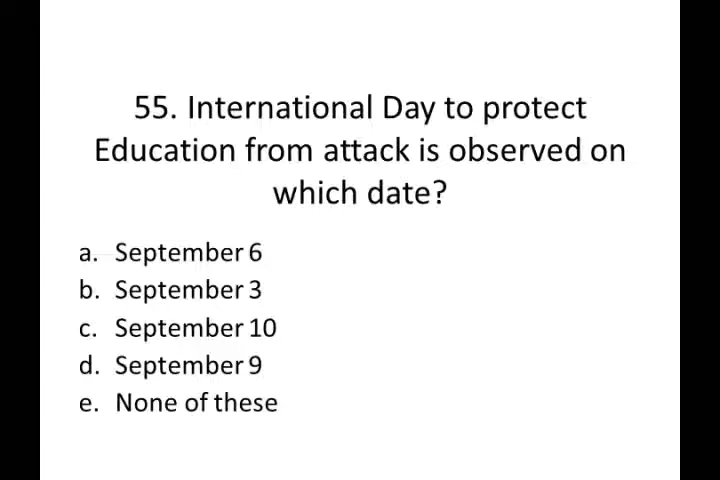 55. International Day to protect
Education from attack is observed on
which date?
a. September 6
b. September 3
c. September 10
d. September 9
e. None of these